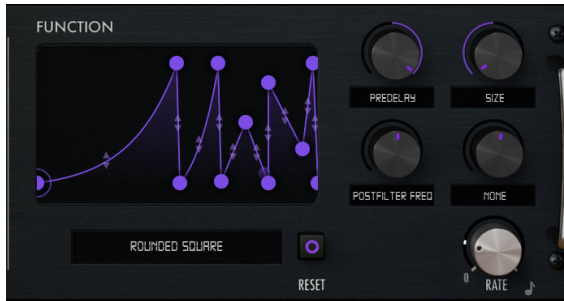 FUNCTION
PREDELAY
SIZE
POSTFILTER FREQ
NONE
ROUNDED SQUARE
RESET
0
RATE